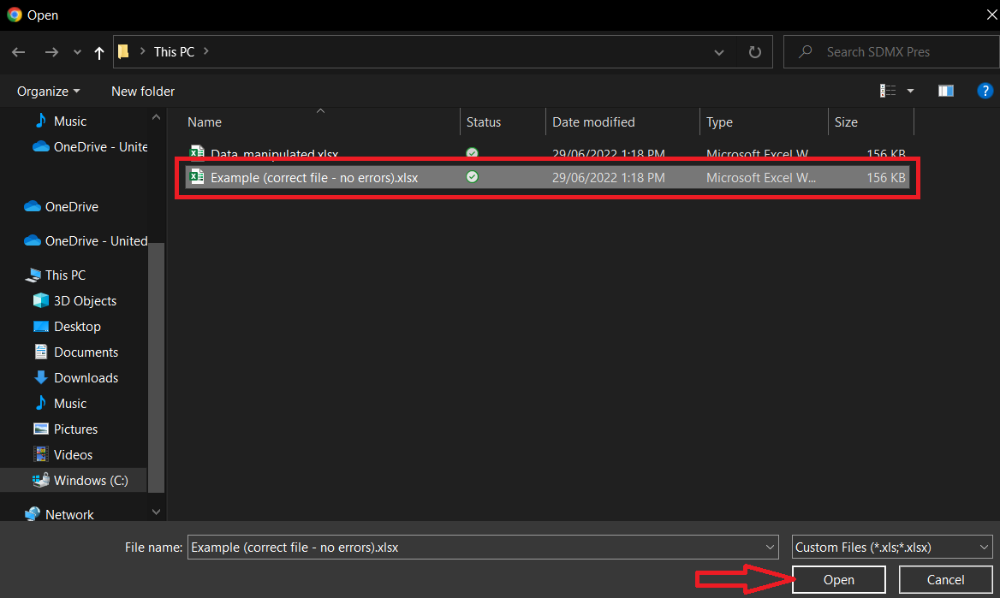 Open
This PC
Search SDMX Pres
Organize
New folder
?
Name
Status
Date modified
Type
Size
Music
OneDrive - Unite
OneDrive
OneDrive - United
This PC
3D Objects
Desktop
Documents
Downloads
Music
Pictures
Videos
Windows (C:)
Network
Data_manipulated.xlsx 29/06/2022 1:18 PM Microsoft Excel W... 156 KB
Example (correct file - no errors).xlsx 29/06/2022 1:18 PM Microsoft Excel W... 156 KB
File name: Example (correct file - no errors).xlsx Custom Files (*.xls;*.xlsx)
Open Cancel